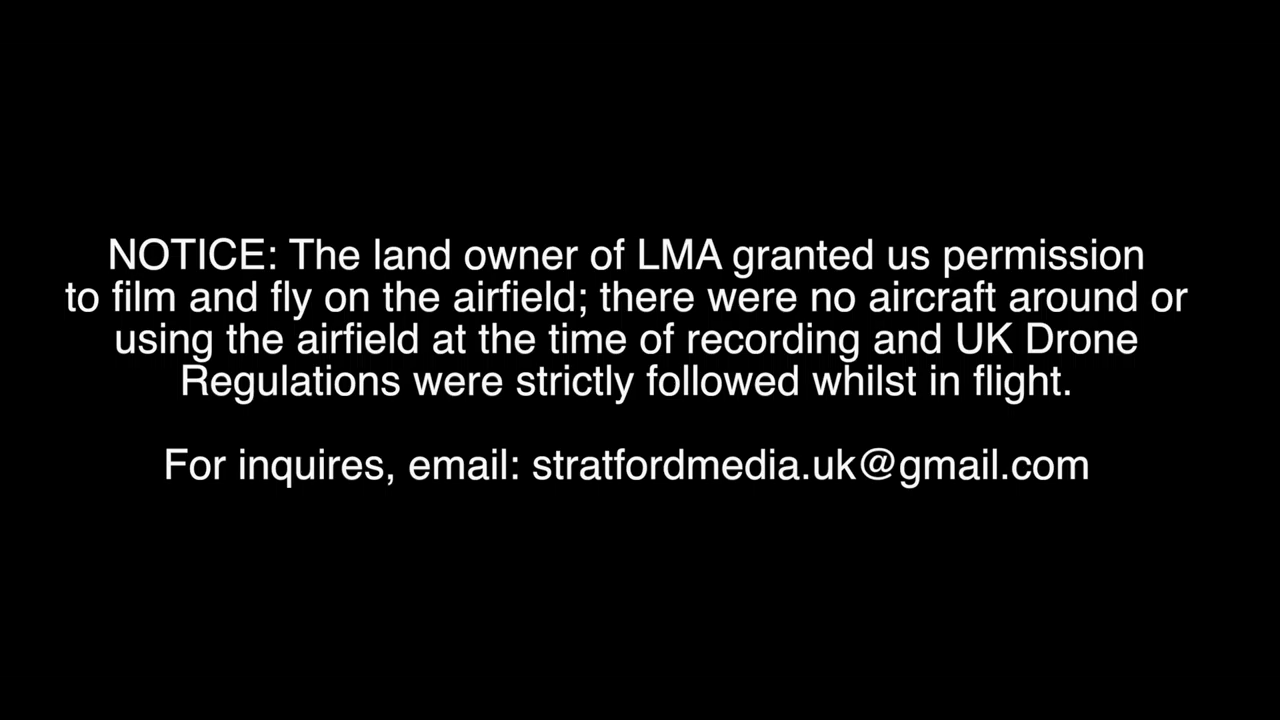 NOTICE: The land owner of LMA granted us permission
to film and fly on the airfield; there were no aircraft around or
using the airfield at the time of recording and UK Drone
Regulations were strictly followed whilst in flight.
For inquires, email: stratfordmedia.uk@gmail.com